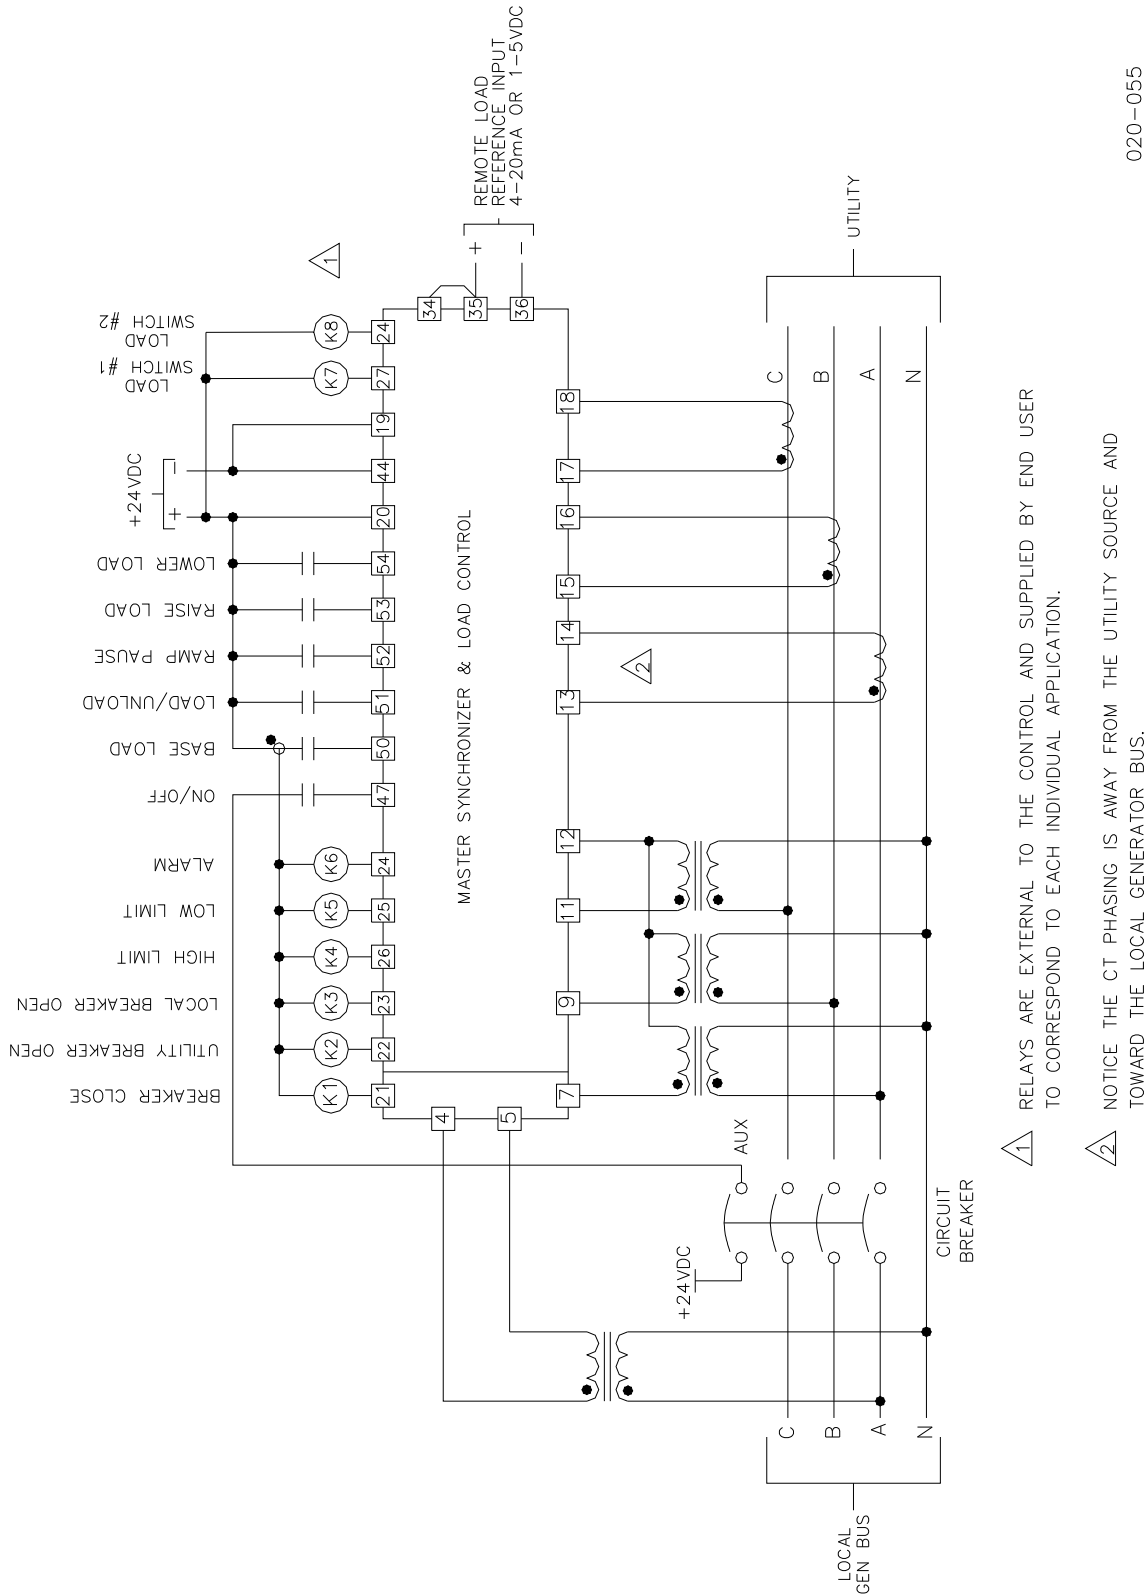 BREAKER CLOSE
UTILITY BREAKER OPEN
LOCAL BREAKER OPEN
HIGH LIMIT
LOW LIMIT
ALARM
ON/OFF
BASE LOAD
LOAD/UNLOAD
RAMP PAUSE
RAISE LOAD
LOWER LOAD
+24VDC
+
−
LOAD
SWITCH #1
LOAD
SWITCH #2
K1
K2
K3
K4
K5
K6
K7
K8
21
22
23
26
25
24
47
50
51
52
53
54
20
44
19
27
24
1
4
5
MASTER SYNCHRONIZER & LOAD CONTROL
34
35
36
+
−
REMOTE LOAD
REFERENCE INPUT
4-20mA OR 1-5VDC
7
9
11
12
13
14
15
16
17
18
2
+24VDC
AUX
LOCAL
GEN BUS
C
B
A
N
CIRCUIT
BREAKER
C
B
A
N
UTILITY
1
RELAYS ARE EXTERNAL TO THE CONTROL AND SUPPLIED BY END USER
TO CORRESPOND TO EACH INDIVIDUAL APPLICATION.
2
NOTICE THE CT PHASING IS AWAY FROM THE UTILITY SOURCE AND
TOWARD THE LOCAL GENERATOR BUS.
020-055